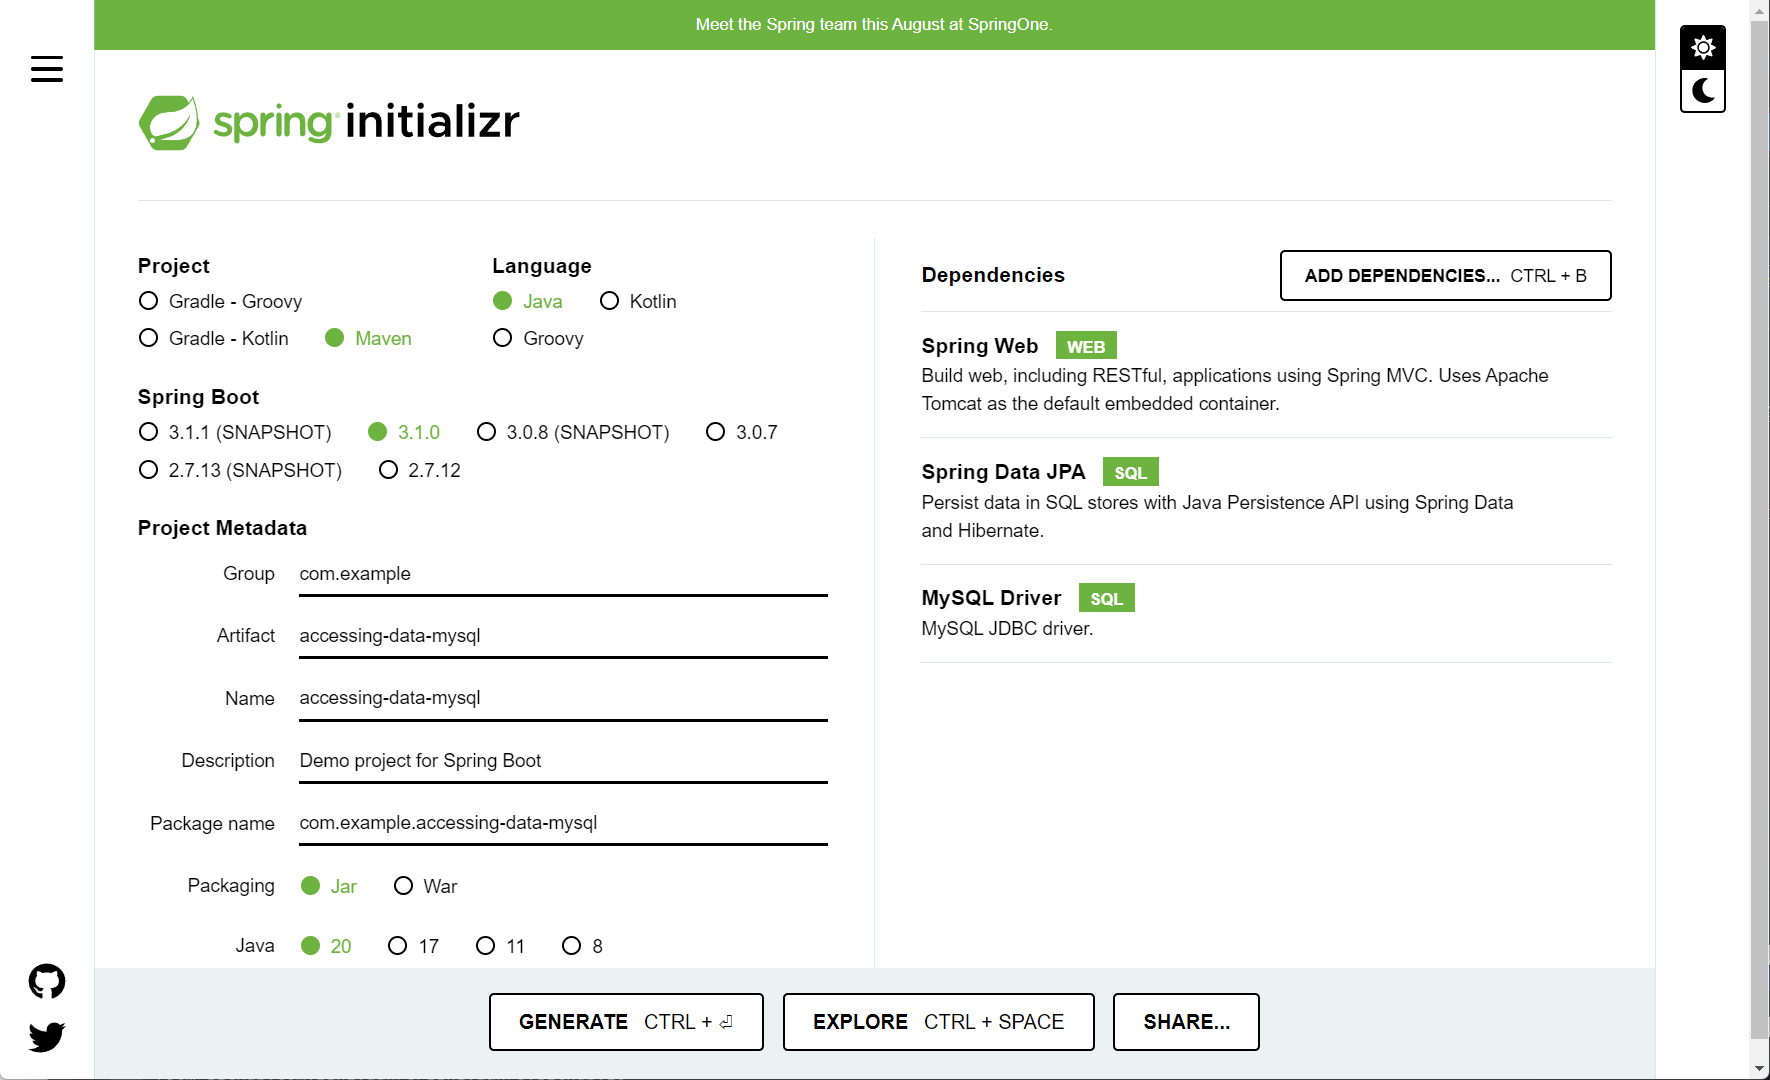 Meet the Spring team this August at SpringOne.
spring initializr
Project
Gradle - Groovy
Gradle - Kotlin Maven
Language
Java Kotlin
Groovy
Spring Boot
3.1.1 (SNAPSHOT) 3.1.0 3.0.8 (SNAPSHOT) 3.0.7
2.7.13 (SNAPSHOT) 2.7.12
Project Metadata
Group com.example
Artifact accessing-data-mysql
Name accessing-data-mysql
Description Demo project for Spring Boot
Package name com.example.accessing-data-mysql
Packaging Jar War
Java 20 17 11 8
Dependencies
ADD DEPENDENCIES... CTRL + B
Spring Web WEB
Build web, including RESTful, applications using Spring MVC. Uses Apache
Tomcat as the default embedded container.
Spring Data JPA SQL
Persist data in SQL stores with Java Persistence API using Spring Data
and Hibernate.
MySQL Driver SQL
MySQL JDBC driver.
GENERATE CTRL + ⏎
EXPLORE CTRL + SPACE
SHARE...